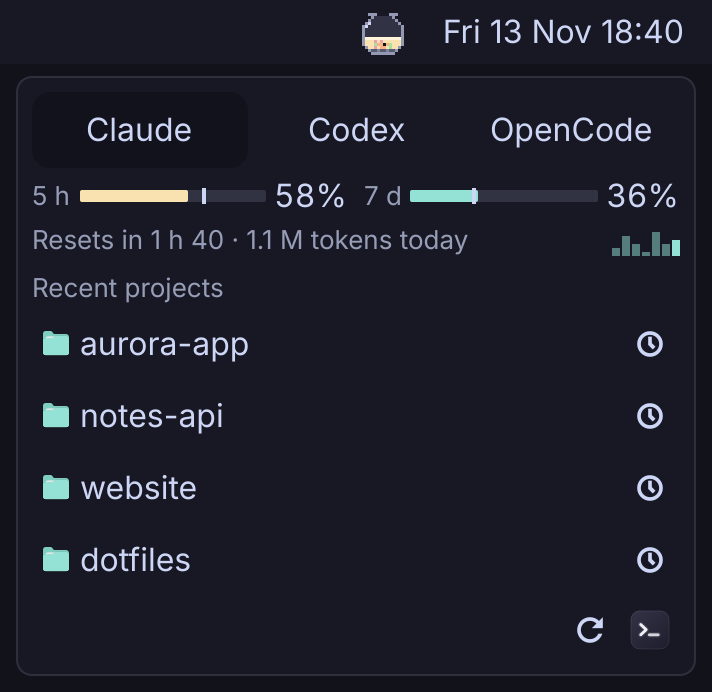 Fri 13 Nov 18:40
Claude Codex OpenCode
5 h 58% 7 d 36%
Resets in 1 h 40 · 1.1 M tokens today
Recent projects
aurora-app
notes-api
website
dotfiles